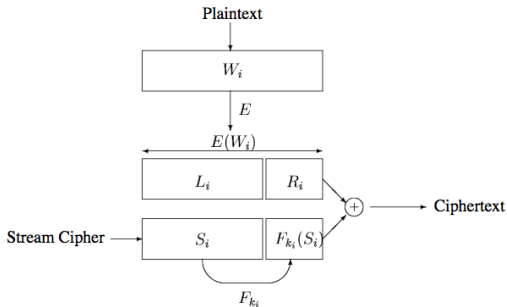 Plaintext
W_i
E
E(W_i)
L_i R_i
Ciphertext
Stream Cipher S_i F_{k_i}(S_i)
F_{k_i}